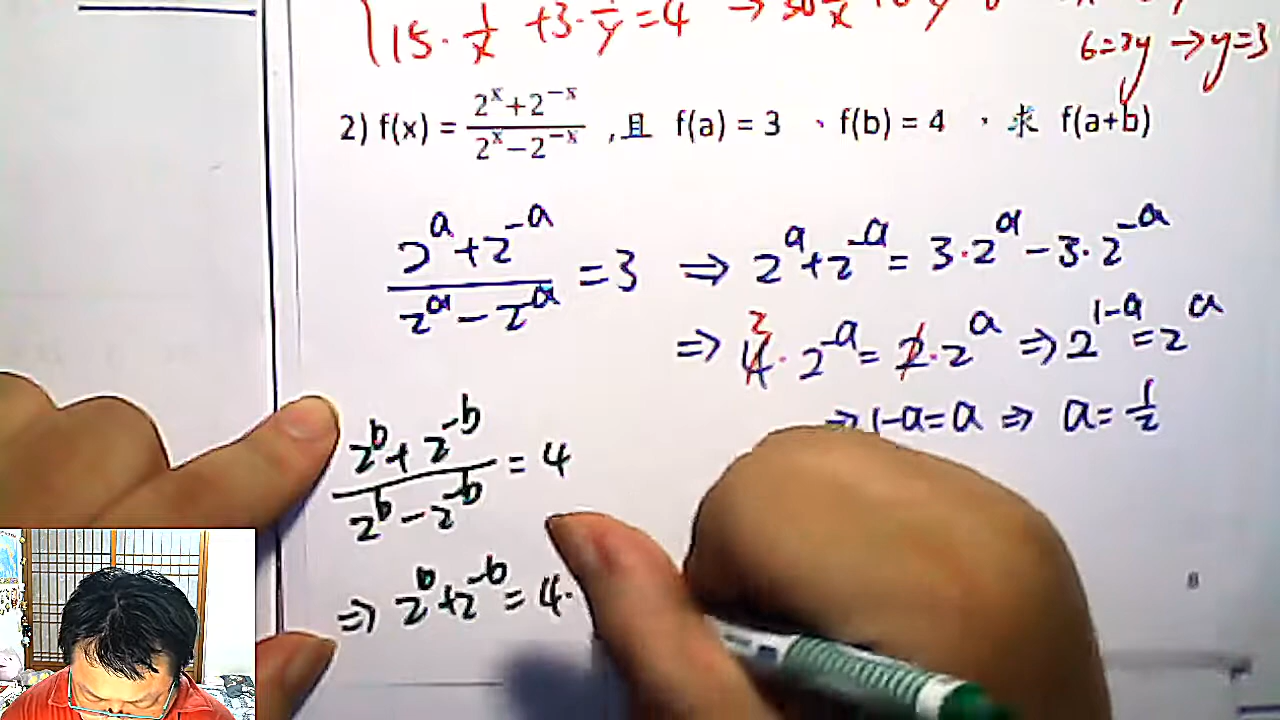 15·1/x +3·1/y =4 →
6=2y →y=3
2) f(x) = (2^x+2^−x)/(2^x−2^−x) ,且 f(a) = 3 、f(b) = 4 ，求 f(a+b)
(2^a+2^-a)/(2^a-2^-a) =3 ⇒ 2^a+2^-a = 3·2^a-3·2^-a
⇒ 4·2^-a = 2·2^a ⇒ 2^1-a = 2^a
2
⇒ 1-a=a ⇒ a=1/2
(2^b+2^-b)/(2^b-2^-b) = 4
⇒ 2^b+2^-b = 4·
8